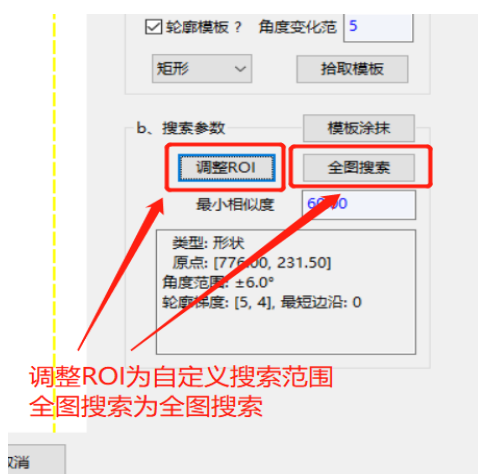 轮廓模板 ? 角度变化范 5
矩形 拾取模板
b、搜索参数 模板涂抹
调整ROI 全图搜索
最小相似度 60.00
类型: 形状
原点: [776.00, 231.50]
角度范围: ±6.0°
轮廓梯度: [5, 4], 最短边沿: 0
调整ROI为自定义搜索范围
全图搜索为全图搜索
取消